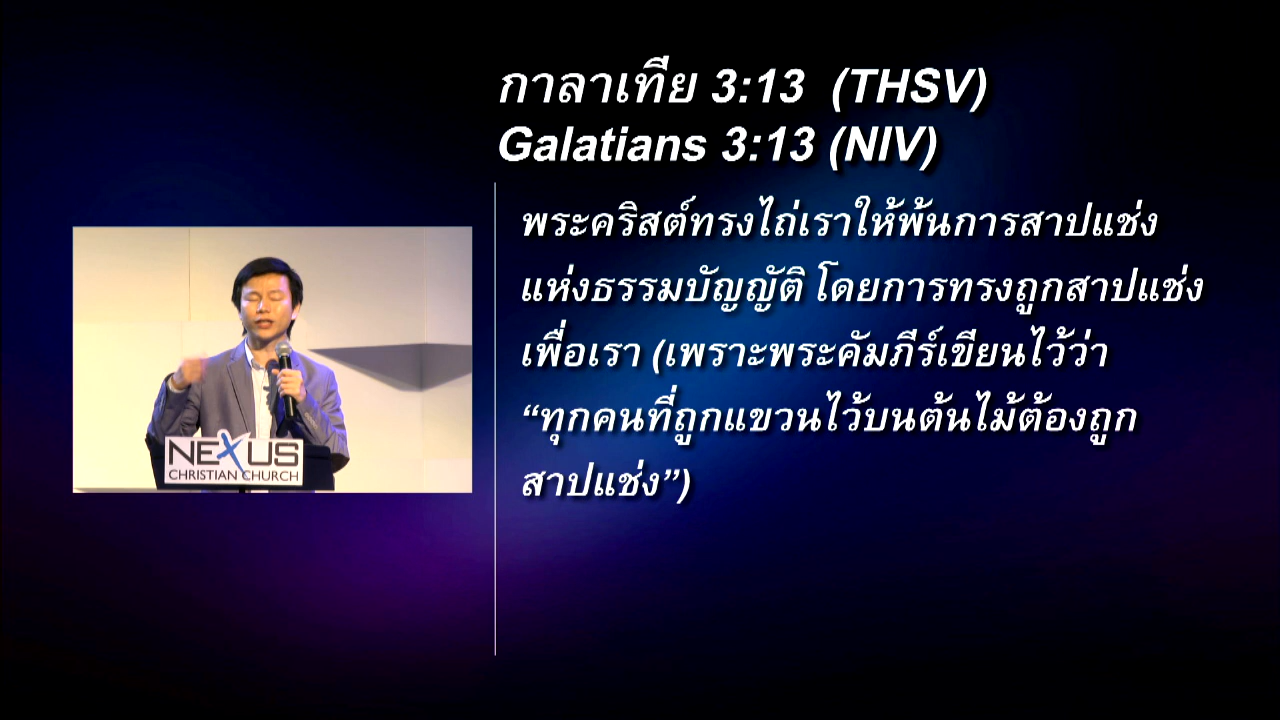 กาลาเทีย 3:13 (THSV)
Galatians 3:13 (NIV)
พระคริสต์ทรงไถ่เราให้พ้นการสาปแช่ง
แห่งธรรมบัญญัติ โดยการทรงถูกสาปแช่ง
เพื่อเรา (เพราะพระคัมภีร์เขียนไว้ว่า
“ทุกคนที่ถูกแขวนไว้บนต้นไม้ต้องถูก
สาปแช่ง”)
NEXUS
CHRISTIAN CHURCH